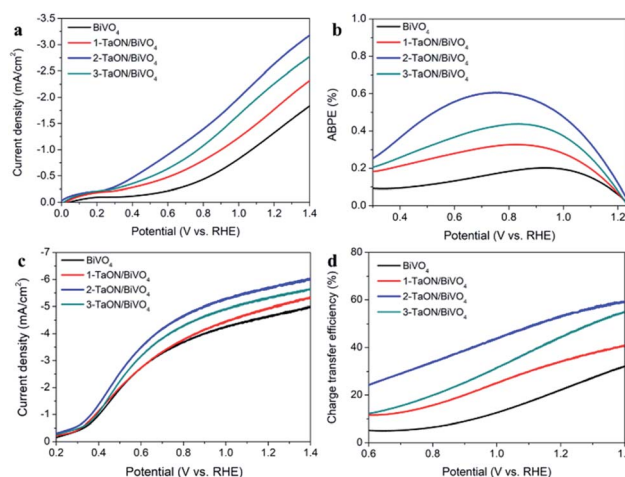 a
BiVO4
1-TaON/BiVO4
2-TaON/BiVO4
3-TaON/BiVO4
Current density (mA/cm²)
-3.5
-3.0
-2.5
-2.0
-1.5
-1.0
-0.5
0.0
0.0 0.2 0.4 0.6 0.8 1.0 1.2 1.4
Potential (V vs. RHE)
b
BiVO4
1-TaON/BiVO4
2-TaON/BiVO4
3-TaON/BiVO4
ABPE (%)
1.0
0.8
0.6
0.4
0.2
0.0
0.4 0.6 0.8 1.0 1.2
Potential (V vs. RHE)
c
BiVO4
1-TaON/BiVO4
2-TaON/BiVO4
3-TaON/BiVO4
Current density (mA/cm²)
-7
-6
-5
-4
-3
-2
-1
0
0.2 0.4 0.6 0.8 1.0 1.2 1.4
Potential (V vs. RHE)
d
BiVO4
1-TaON/BiVO4
2-TaON/BiVO4
3-TaON/BiVO4
Charge transfer efficiency (%)
80
60
40
20
0
0.6 0.8 1.0 1.2 1.4
Potential (V vs. RHE)